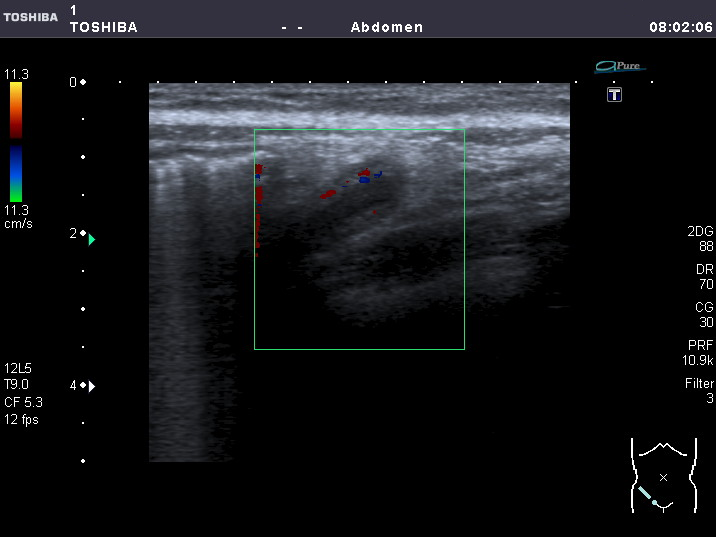 TOSHIBA
1
TOSHIBA - - Abdomen 08:02:06
11.3
11.3
cm/s
0
2
4
12L5
T9.0
CF 5.3
12 fps
Pure
T
2DG
88
DR
70
CG
30
PRF
10.9k
Filter
3